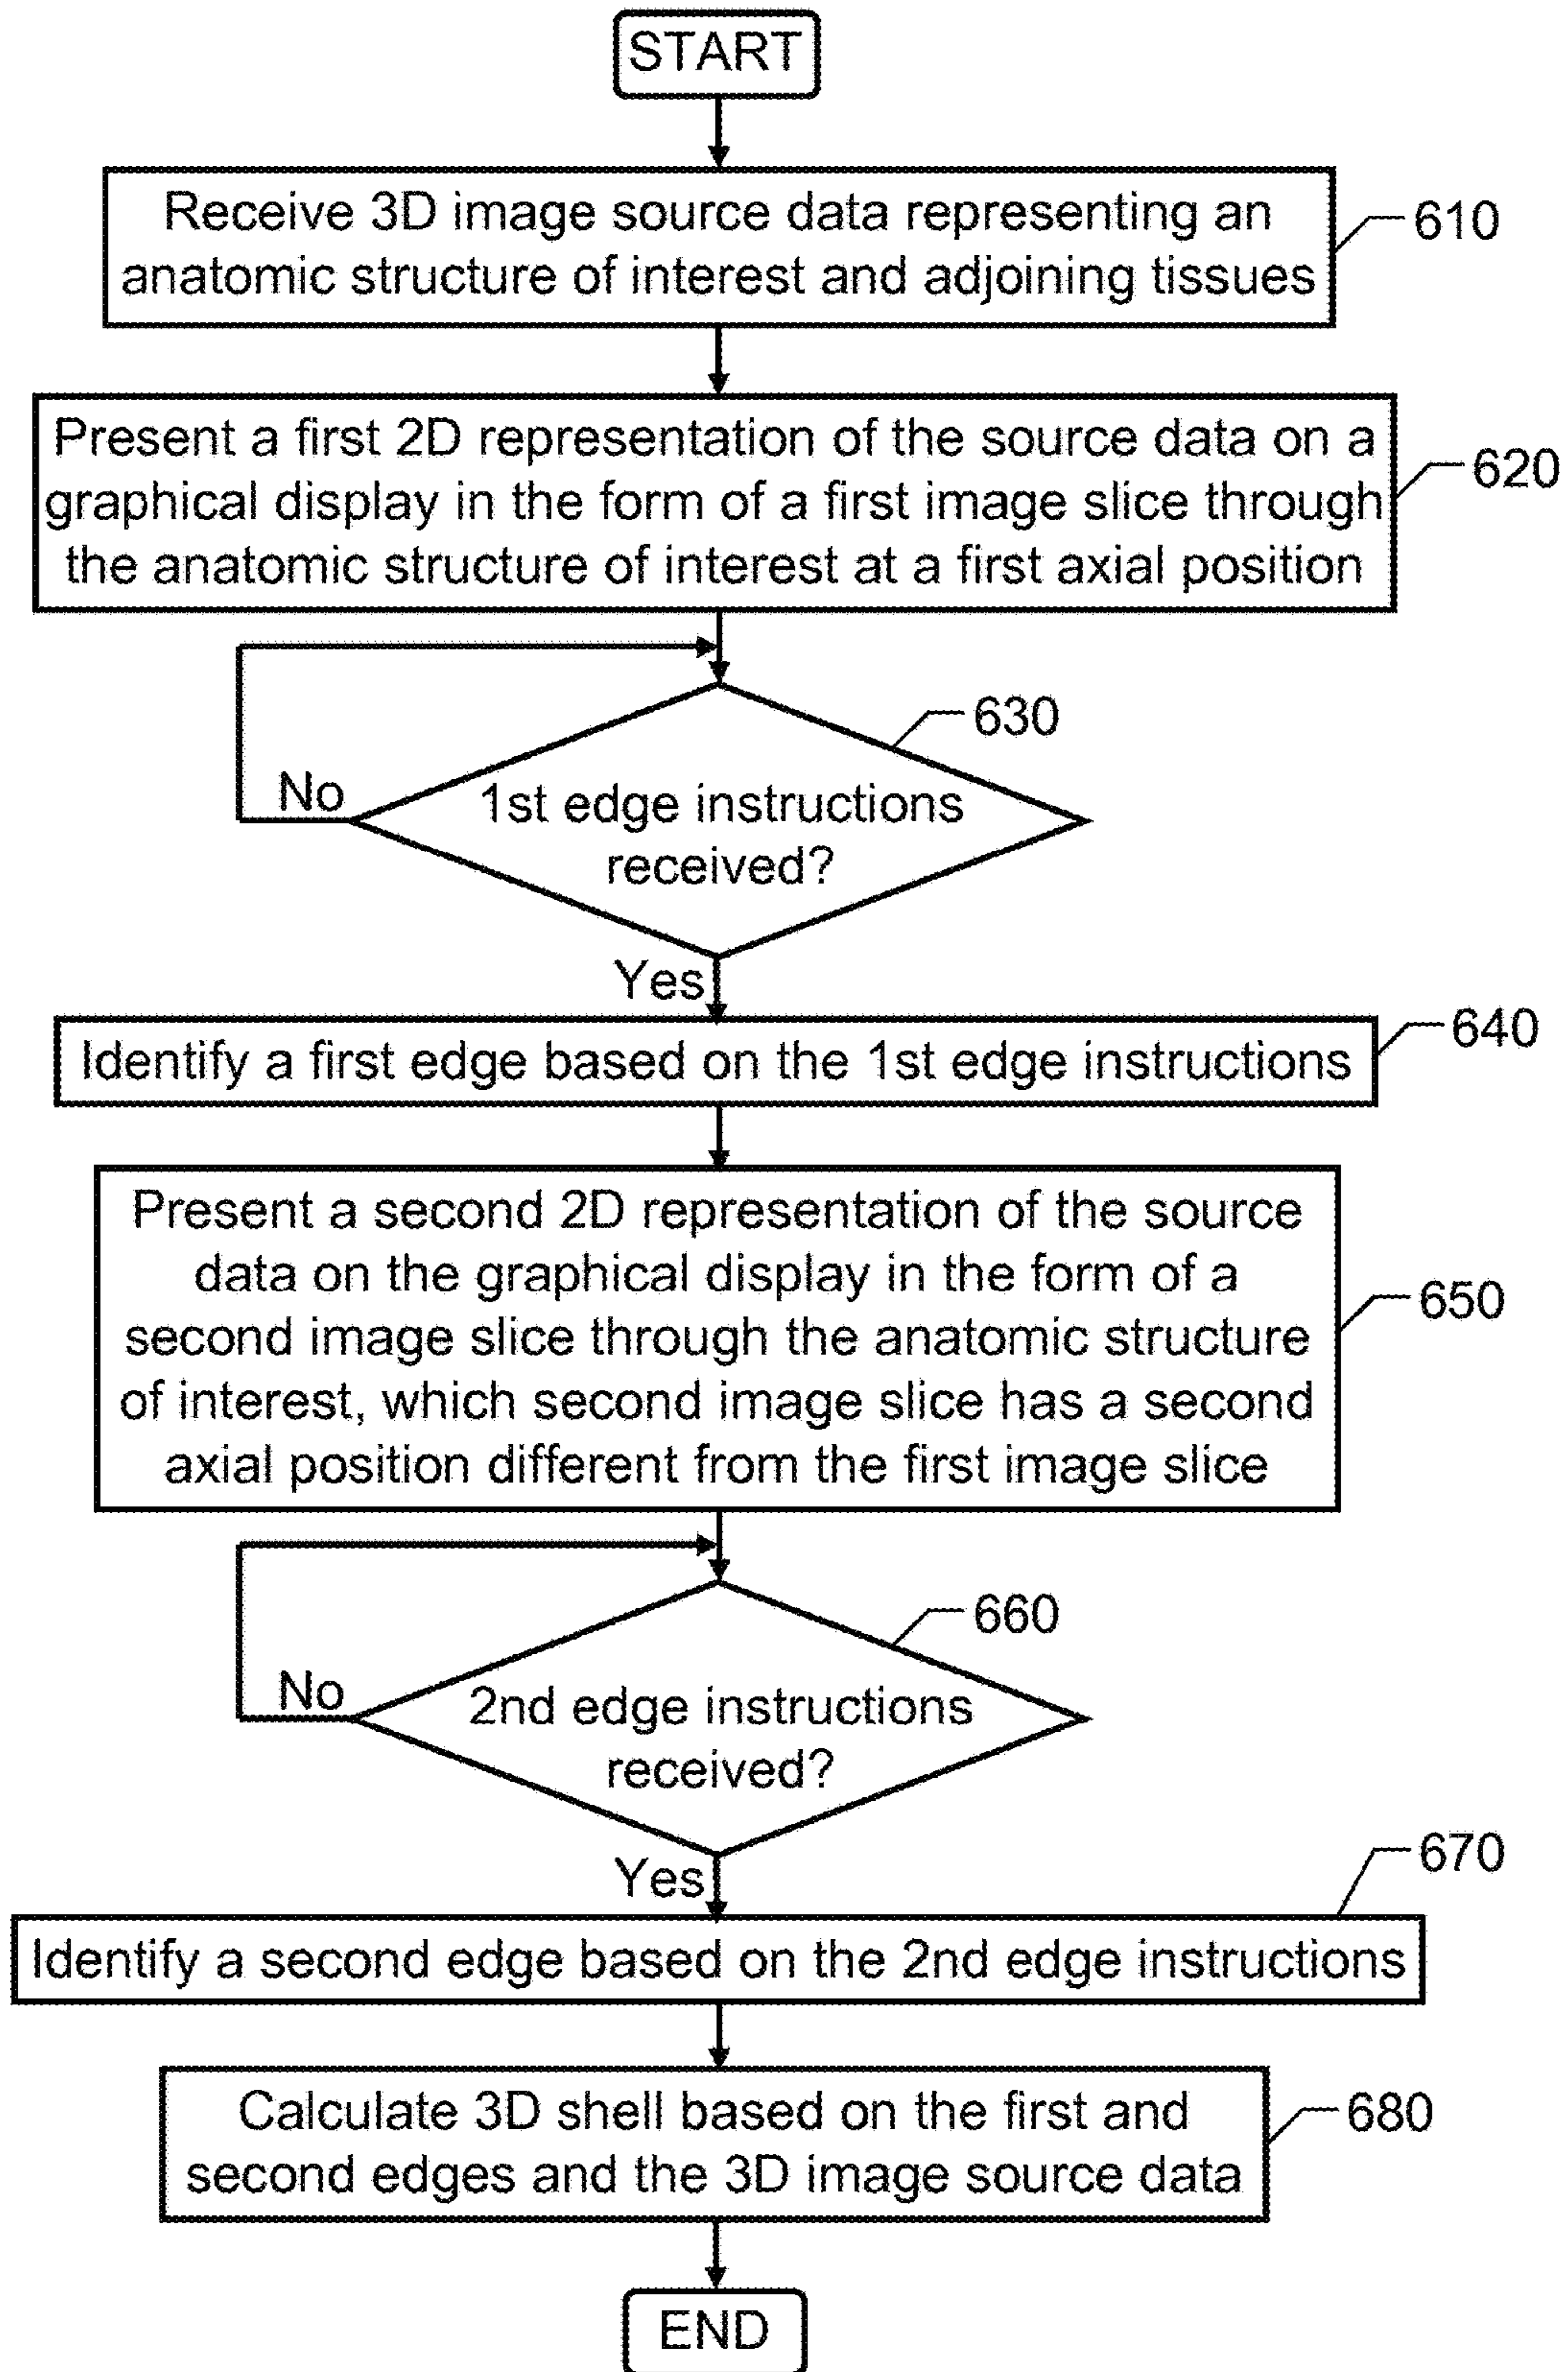 START
Receive 3D image source data representing an
anatomic structure of interest and adjoining tissues
610
Present a first 2D representation of the source data on a
graphical display in the form of a first image slice through
the anatomic structure of interest at a first axial position
620
630
No
1st edge instructions
received?
Yes
Identify a first edge based on the 1st edge instructions
640
Present a second 2D representation of the source
data on the graphical display in the form of a
second image slice through the anatomic structure
of interest, which second image slice has a second
axial position different from the first image slice
650
660
No
2nd edge instructions
received?
Yes
670
Identify a second edge based on the 2nd edge instructions
Calculate 3D shell based on the first and
second edges and the 3D image source data
680
END